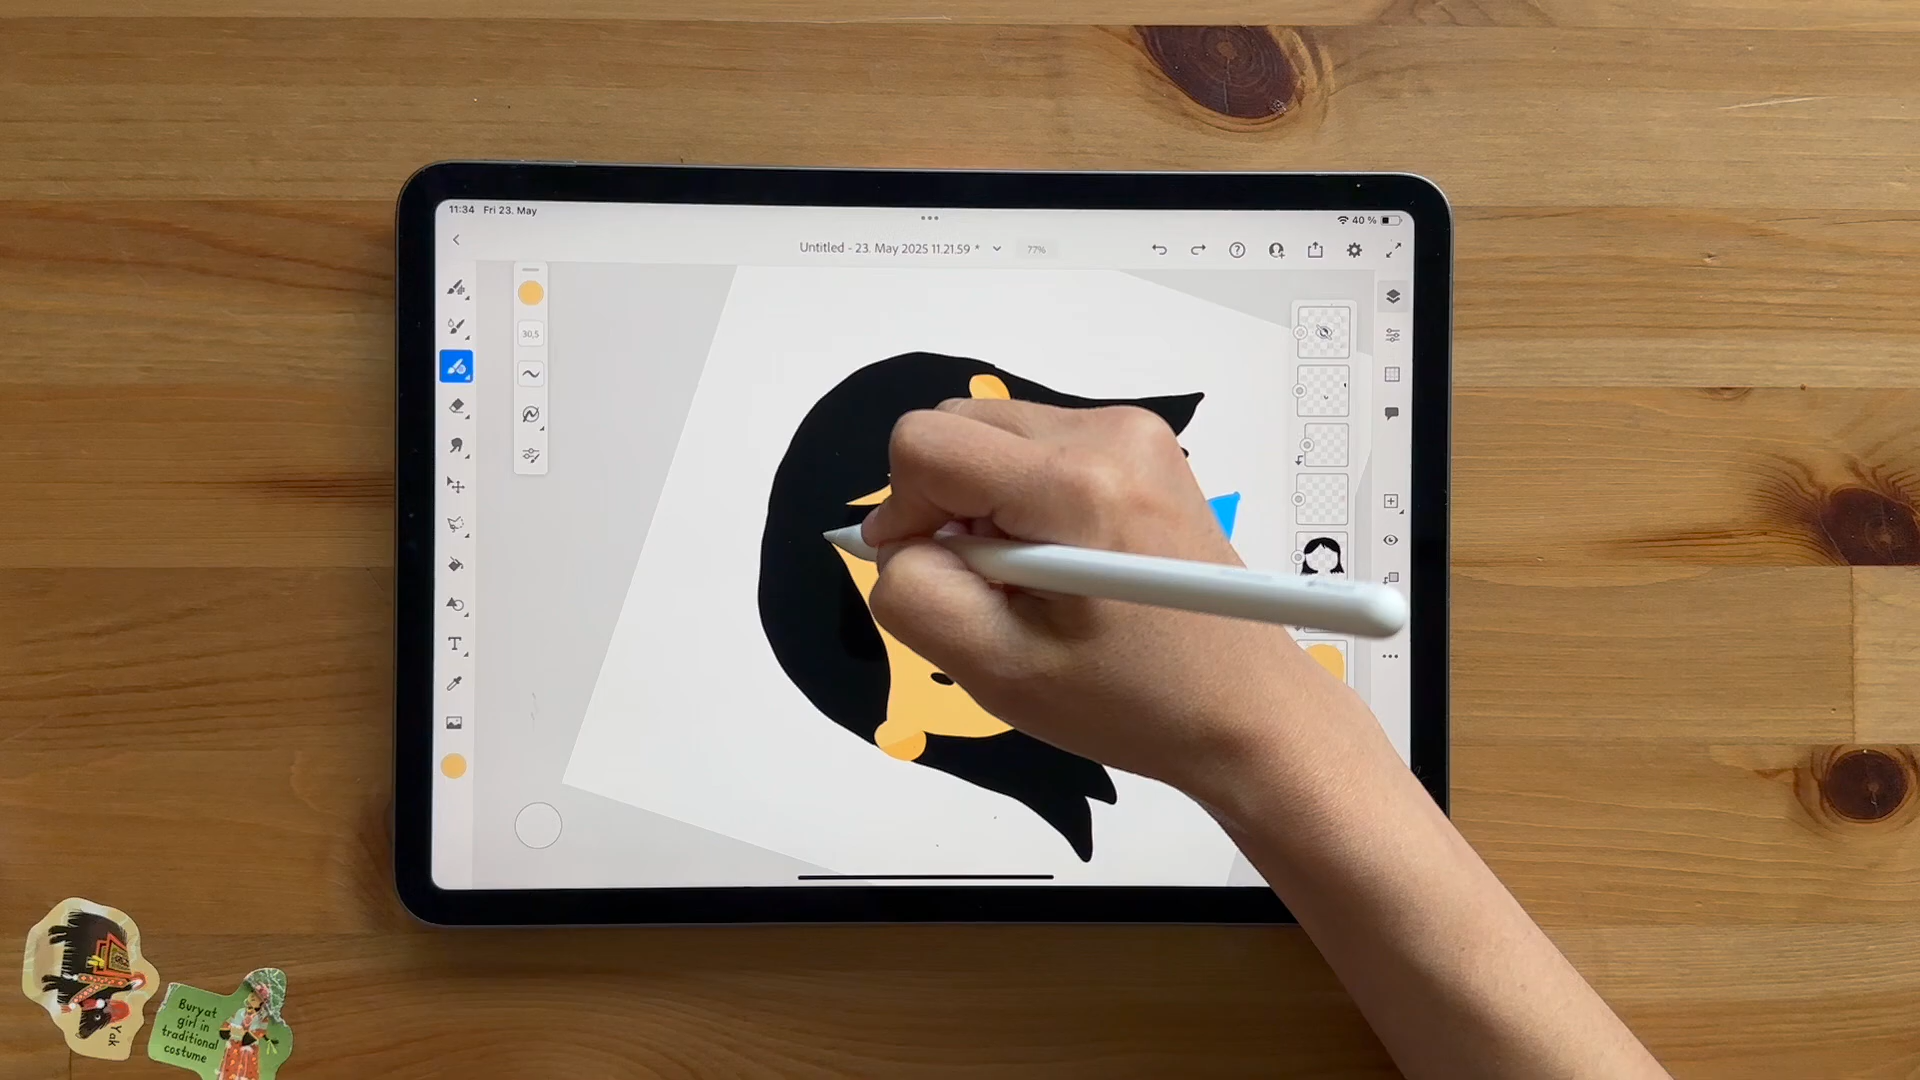 11:34 Fri 23. May
40 %
Untitled - 23. May 2025 11.21.59 *
77%
30,5
T
Yak
Buryat
girl in
traditional
costume